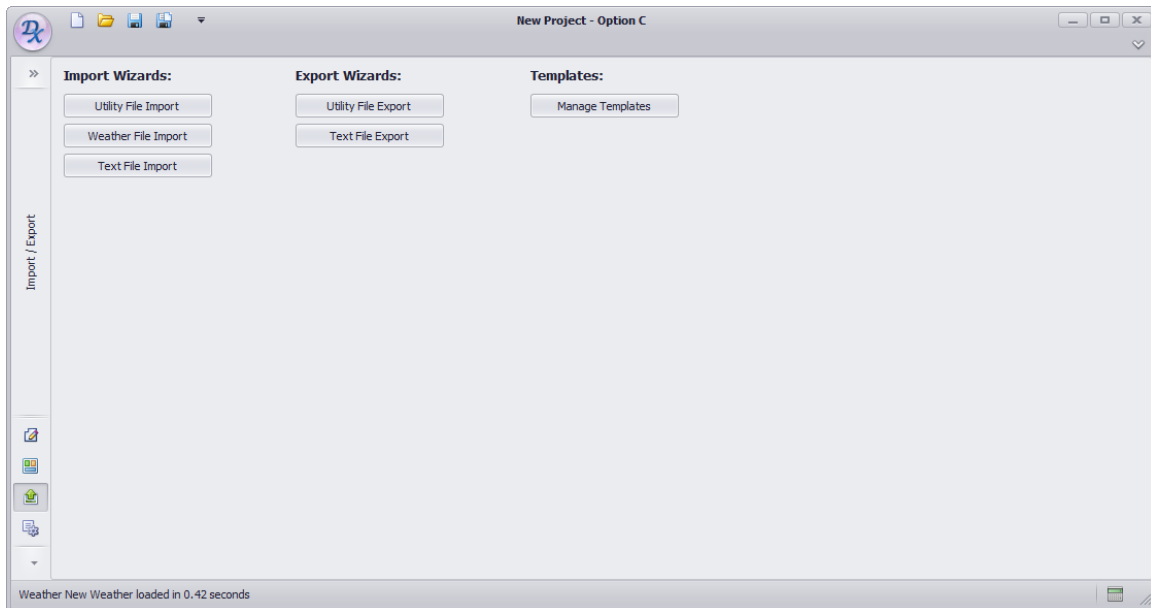 DX
New Project - Option C
Import Wizards:
Export Wizards:
Templates:
Utility File Import
Utility File Export
Manage Templates
Weather File Import
Text File Export
Text File Import
Import / Export
Weather New Weather loaded in 0.42 seconds